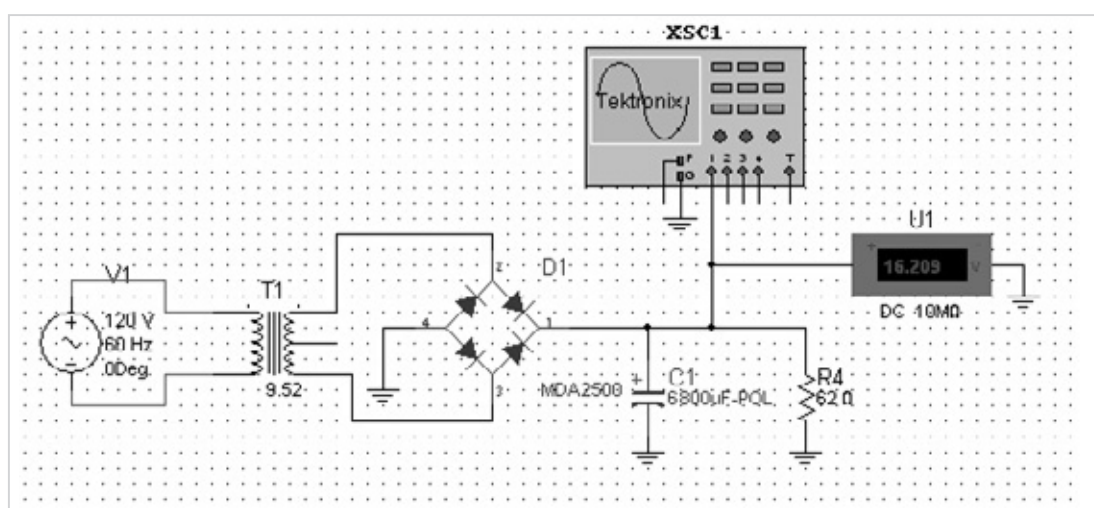 XSC1
Tektronix
F
G
1 2 3 4 T
U1
+ -
16.209 V
DC 10MΩ
V1
120 V
60 Hz
0Deg
T1
9.52
D1
2
4
1
3
MDA2500
+
C1
6800uF-POL
R4
62 Ω